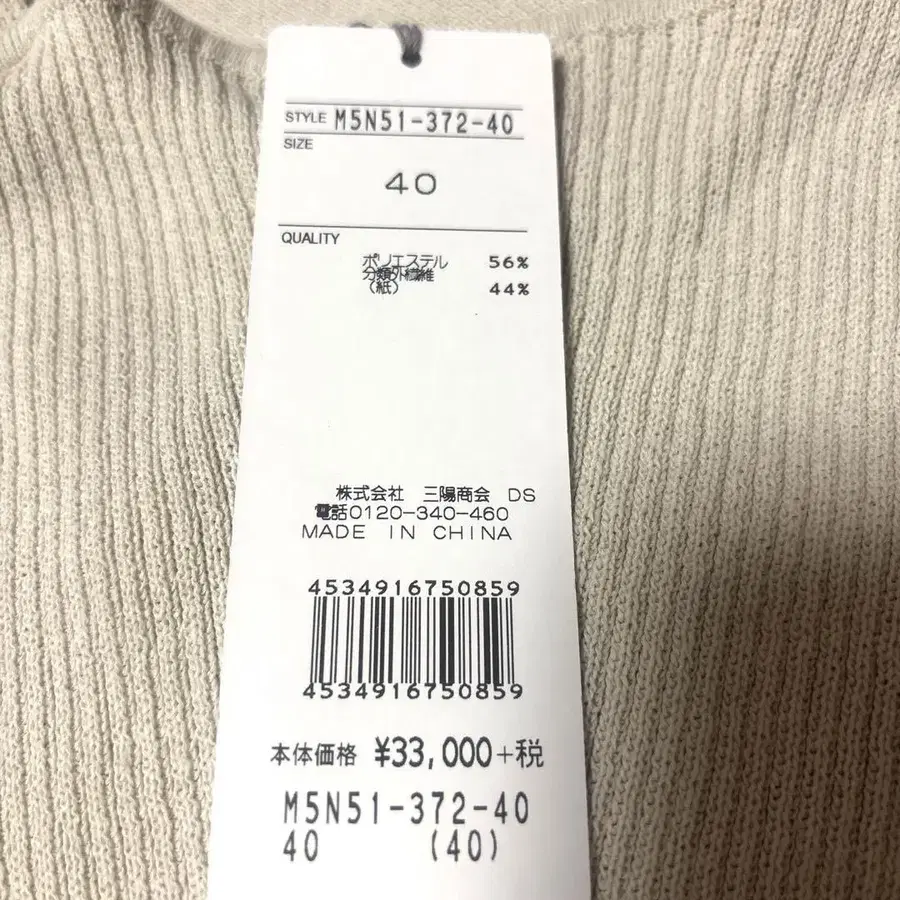 STYLE M5N51-372-40
SIZE
40
QUALITY
ポリエステル 56%
分類外繊維
(紙) 44%
株式会社 三陽商会 DS
電話0120-340-460
MADE IN CHINA
4534916750859
4534916750859
本体価格 ¥33,000+税
M5N51-372-40
40 (40)